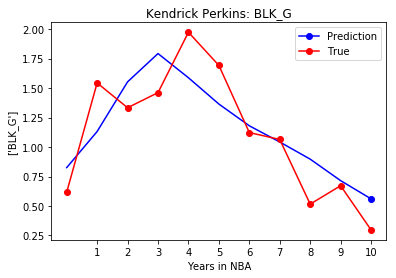 Kendrick Perkins: BLK_G
Prediction
True
['BLK_G']
2.00
1.75
1.50
1.25
1.00
0.75
0.50
0.25
1 2 3 4 5 6 7 8 9 10
Years in NBA